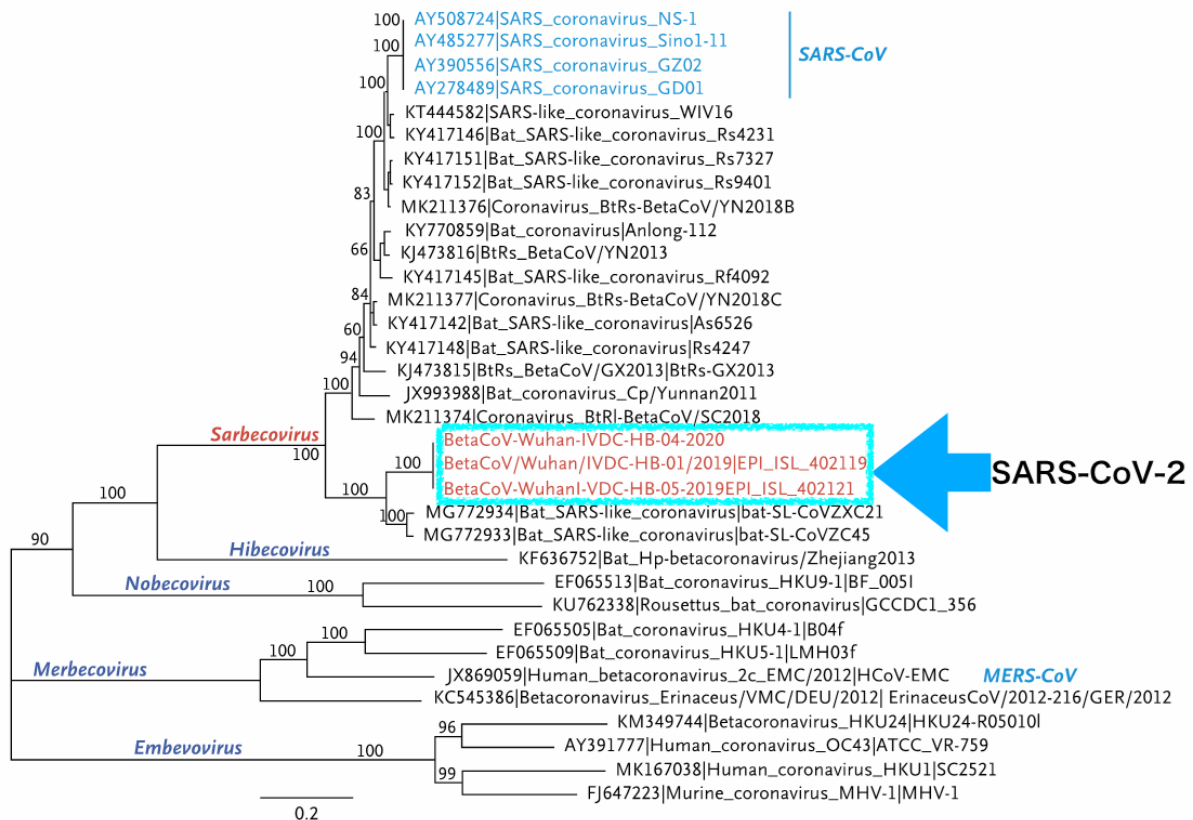 100
AY508724|SARS_coronavirus_NS-1
100
AY485277|SARS_coronavirus_Sino1-11
SARS-CoV
AY390556|SARS_coronavirus_GZ02
100
AY278489|SARS_coronavirus_GD01
KT444582|SARS-like_coronavirus_WIV16
100
KY417146|Bat_SARS-like_coronavirus_Rs4231
KY417151|Bat_SARS-like_coronavirus_Rs7327
KY417152|Bat_SARS-like_coronavirus_Rs9401
83
MK211376|Coronavirus_BtRs-BetaCoV/YN2018B
KY770859|Bat_coronavirus|Anlong-112
66
KJ473816|BtRs_BetaCoV/YN2013
KY417145|Bat_SARS-like_coronavirus_Rf4092
84
MK211377|Coronavirus_BtRs-BetaCoV/YN2018C
KY417142|Bat_SARS-like_coronavirus|As6526
60
KY417148|Bat_SARS-like_coronavirus|Rs4247
94
KJ473815|BtRs_BetaCoV/GX2013|BtRs-GX2013
100
JX993988|Bat_coronavirus_Cp/Yunnan2011
MK211374|Coronavirus_BtRl-BetaCoV/SC2018
Sarbecovirus
100
BetaCoV-Wuhan-IVDC-HB-04-2020
100
BetaCoV/Wuhan/IVDC-HB-01/2019|EPI_ISL_402119
SARS-CoV-2
100
BetaCoV-WuhanI-VDC-HB-05-2019EPI_ISL_402121
100
MG772934|Bat_SARS-like_coronavirus|bat-SL-CoVZXC21
100
MG772933|Bat_SARS-like_coronavirus|bat-SL-CoVZC45
90
Hibecovirus
KF636752|Bat_Hp-betacoronavirus/Zhejiang2013
Nobecovirus
100
EF065513|Bat_coronavirus_HKU9-1|BF_005I
KU762338|Rousettus_bat_coronavirus|GCCDC1_356
100
EF065505|Bat_coronavirus_HKU4-1|B04f
100
EF065509|Bat_coronavirus_HKU5-1|LMH03f
Merbecovirus
JX869059|Human_betacoronavirus_2c_EMC/2012|HCoV-EMC
MERS-CoV
KC545386|Betacoronavirus_Erinaceus/VMC/DEU/2012| ErinaceusCoV/2012-216/GER/2012
96
KM349744|Betacoronavirus_HKU24|HKU24-R05010I
Embevovirus
100
AY391777|Human_coronavirus_OC43|ATCC_VR-759
99
MK167038|Human_coronavirus_HKU1|SC2521
FJ647223|Murine_coronavirus_MHV-1|MHV-1
0.2